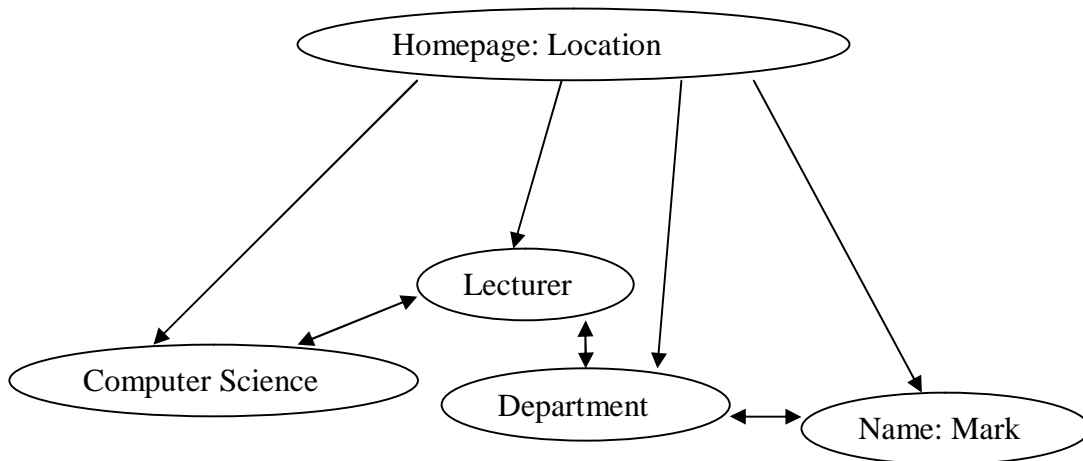 Homepage: Location
Lecturer
Computer Science
Department
Name: Mark